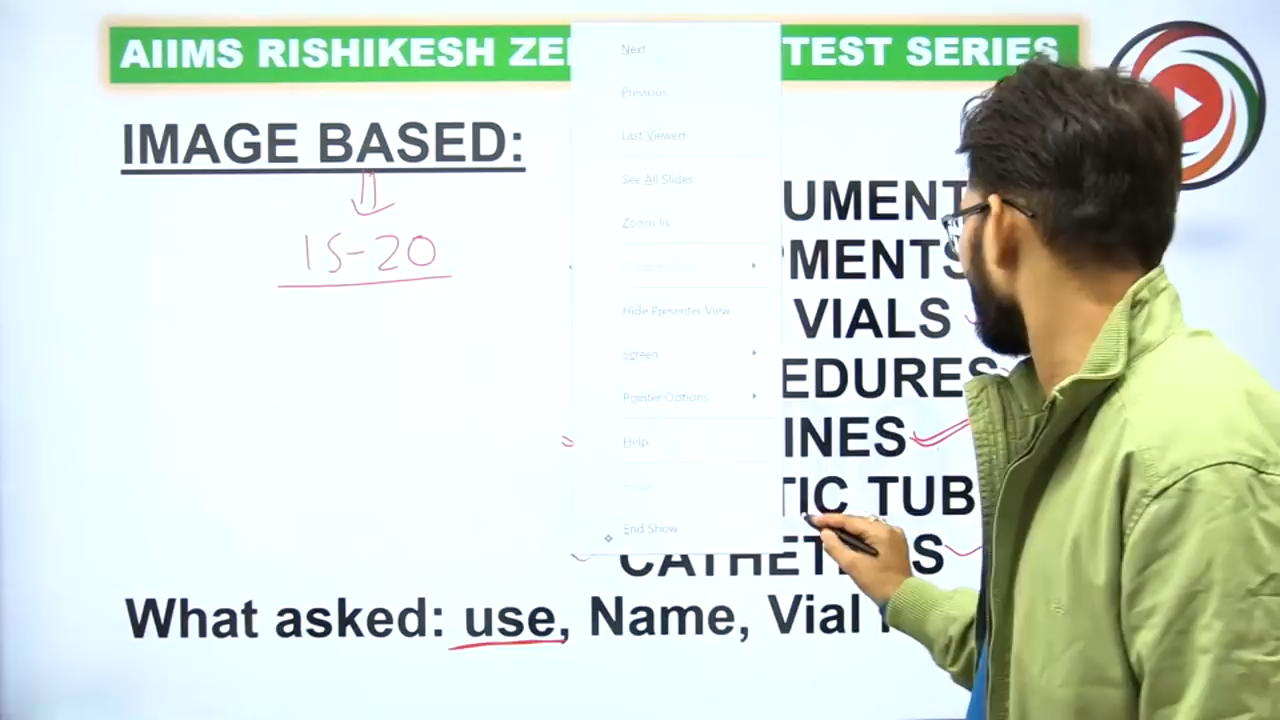 AIIMS RISHIKESH ZE TEST SERIES
IMAGE BASED:
15-20
UMENT
MENTS
VIALS
EDURES
INES
TIC TUB
CATHET S
What asked: use, Name, Vial
Next
Previous
Last Viewed
See All Slides
Zoom In
Hide Presenter View
Screen
Pointer Options
Help
End Show